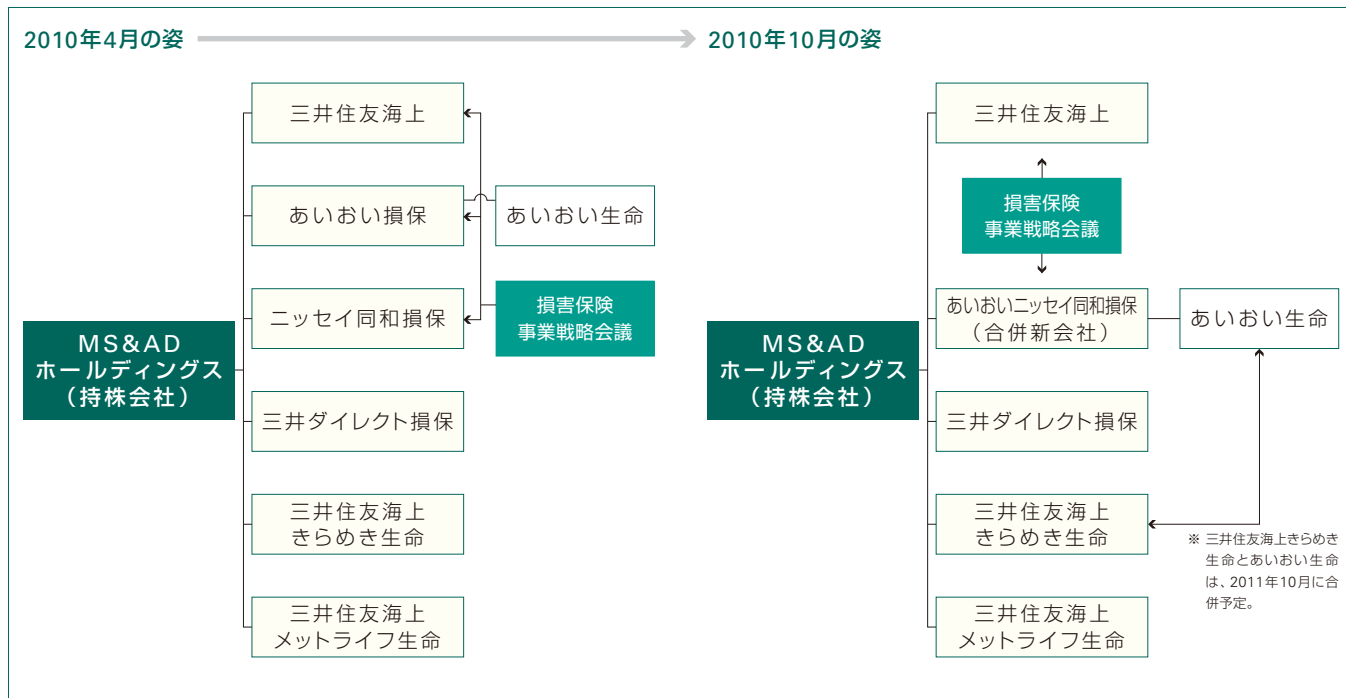 2010年4月の姿
三井住友海上
あいおい損保
あいおい生命
ニッセイ同和損保
損害保険
事業戦略会議
MS&AD
ホールディングス
（持株会社）
三井ダイレクト損保
三井住友海上
きらめき生命
三井住友海上
メットライフ生命
2010年10月の姿
三井住友海上
損害保険
事業戦略会議
あいおいニッセイ同和損保
（合併新会社）
あいおい生命
MS&AD
ホールディングス
（持株会社）
三井ダイレクト損保
三井住友海上
きらめき生命
※ 三井住友海上きらめき
生命とあいおい生命
は、2011年10月に合
併予定。
三井住友海上
メットライフ生命